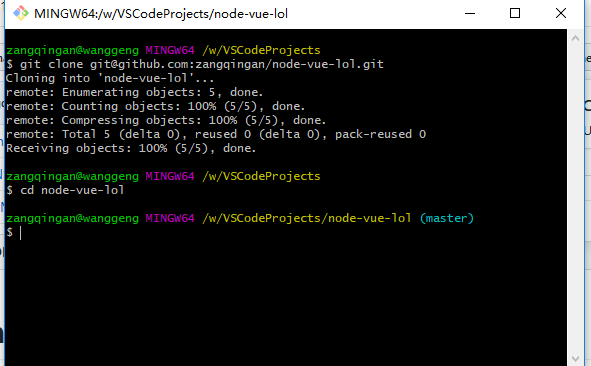 MINGW64:/w/VSCodeProjects/node-vue-lol
zangqingan@wanggeng MINGW64 /w/VSCodeProjects
$ git clone git@github.com:zangqingan/node-vue-lol.git
Cloning into 'node-vue-lol'...
remote: Enumerating objects: 5, done.
remote: Counting objects: 100% (5/5), done.
remote: Compressing objects: 100% (5/5), done.
remote: Total 5 (delta 0), reused 0 (delta 0), pack-reused 0
Receiving objects: 100% (5/5), done.
zangqingan@wanggeng MINGW64 /w/VSCodeProjects
$ cd node-vue-lol
zangqingan@wanggeng MINGW64 /w/VSCodeProjects/node-vue-lol (master)
$